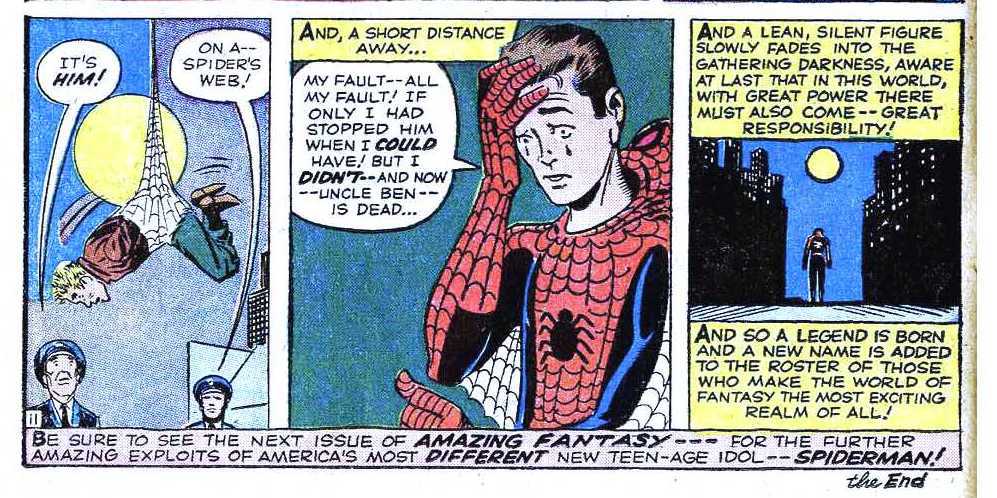 IT'S
HIM!
ON A--
SPIDER'S
WEB!
11
AND, A SHORT DISTANCE
AWAY...
MY FAULT--ALL
MY FAULT! IF
ONLY I HAD
STOPPED HIM
WHEN I COULD
HAVE! BUT I
DIDN'T--AND NOW
--UNCLE BEN--
IS DEAD...
AND A LEAN, SILENT FIGURE
SLOWLY FADES INTO THE
GATHERING DARKNESS, AWARE
AT LAST THAT IN THIS WORLD,
WITH GREAT POWER THERE
MUST ALSO COME--GREAT
RESPONSIBILITY!
AND SO A LEGEND IS BORN
AND A NEW NAME IS ADDED
TO THE ROSTER OF THOSE
WHO MAKE THE WORLD OF
FANTASY THE MOST EXCITING
REALM OF ALL!
BE SURE TO SEE THE NEXT ISSUE OF AMAZING FANTASY --- FOR THE FURTHER
AMAZING EXPLOITS OF AMERICA'S MOST DIFFERENT NEW TEEN-AGE IDOL--SPIDERMAN!
the END